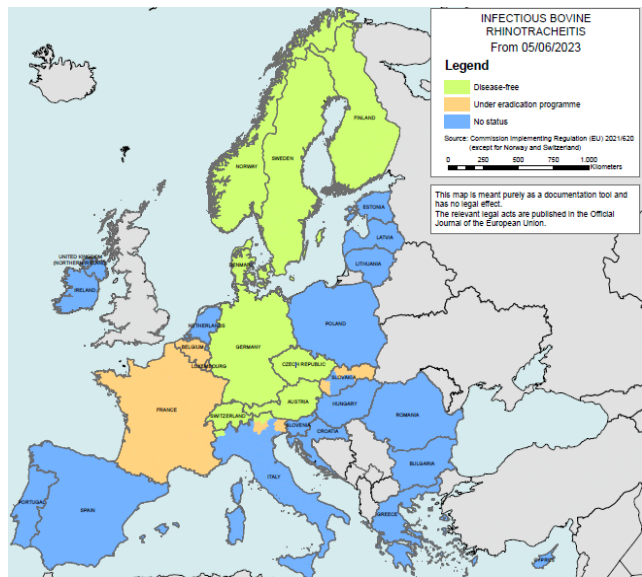 INFECTIOUS BOVINE
RHINOTRACHEITIS
From 05/06/2023
Legend
Disease-free
Under eradication programme
No status
Source: Commission Implementing Regulation (EU) 2021/620
(except for Norway and Switzerland)
0 250 500 750 1.000
Kilometers
This map is meant purely as a documentation tool and
has no legal effect.
The relevant legal acts are published in the Official
Journal of the European Union.
FINLAND
SWEDEN
NORWAY
ESTONIA
LATVIA
LITHUANIA
DENMARK
UNITED KINGDOM
(NORTHERN IRELAND)
IRELAND
NETHERLANDS
POLAND
BELGIUM
GERMANY
LUXEMBOURG
CZECH REPUBLIC
SLOVAKIA
FRANCE
AUSTRIA
HUNGARY
SWITZERLAND
ROMANIA
SLOVENIA
CROATIA
BULGARIA
ITALY
PORTUGAL
SPAIN
GREECE
CYPRUS